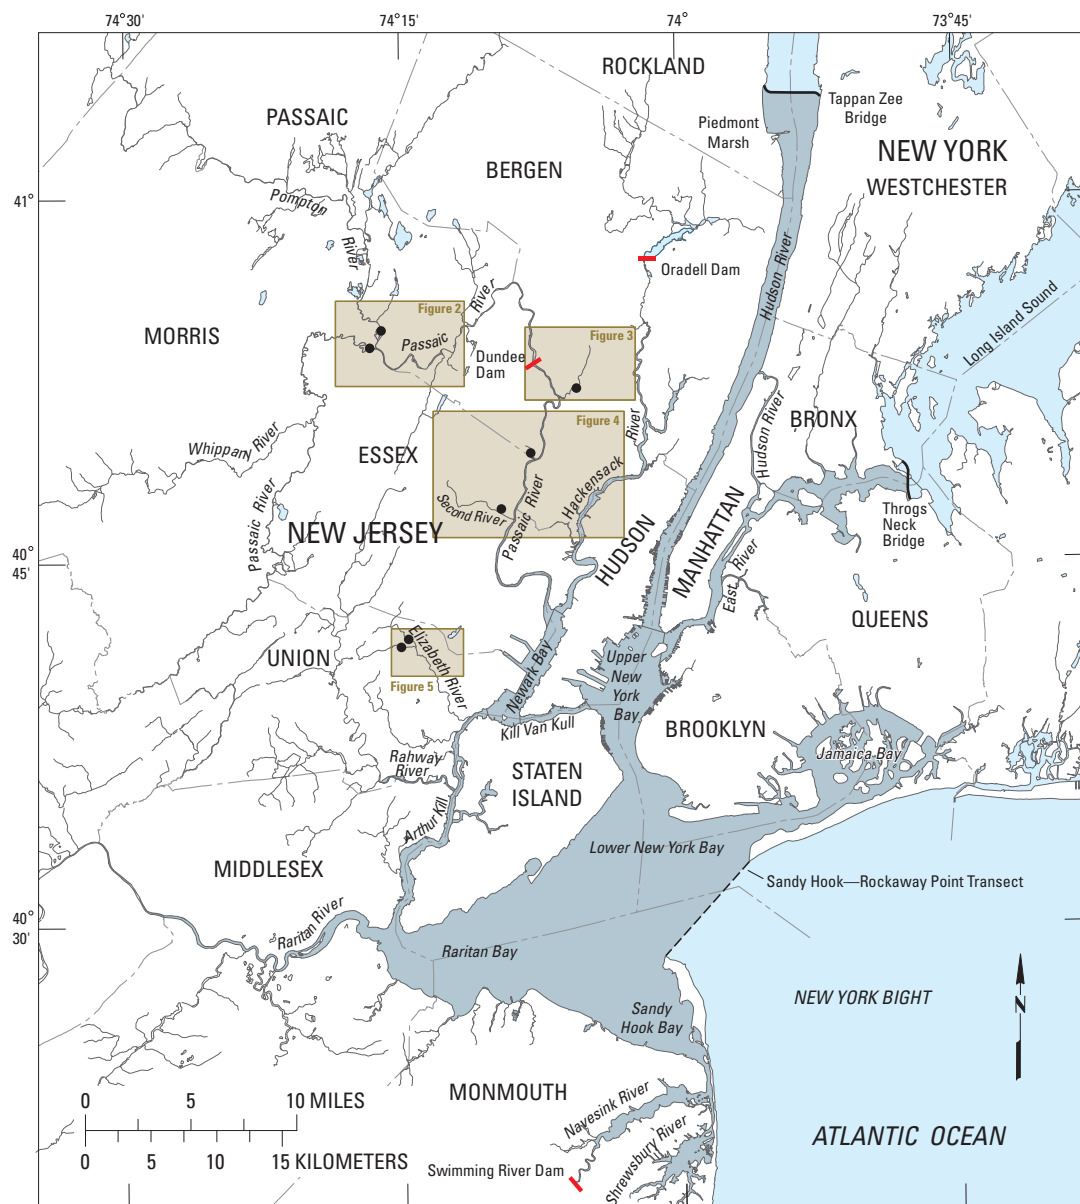 74°30'
74°15'
74°
73°45'
ROCKLAND
Tappan Zee
Bridge
PASSAIC
Piedmont
Marsh
NEW YORK
BERGEN
WESTCHESTER
41°
Pompton
River
Hudson River
Oradell Dam
Long Island Sound
Figure 2
River
MORRIS
Passaic
Figure 3
Dundee
Dam
Figure 4
River
Hudson River
BRONX
Whippany River
ESSEX
Hackensack
Second River
Passaic River
Passaic River
NEW JERSEY
MANHATTAN
Throgs
Neck
Bridge
HUDSON
40°
45'
East River
QUEENS
Elizabeth River
UNION
Figure 5
Newark Bay
Upper
New
York
Bay
Kill Van Kull
BROOKLYN
Jamaica Bay
Rahway
River
STATEN
ISLAND
Arthur Kill
Lower New York Bay
MIDDLESEX
Sandy Hook—Rockaway Point Transect
40°
30'
Raritan River
Raritan Bay
N
NEW YORK BIGHT
Sandy
Hook Bay
MONMOUTH
0 5 10 MILES
Navesink River
Shrewsbury River
ATLANTIC OCEAN
0 5 10 15 KILOMETERS
Swimming River Dam